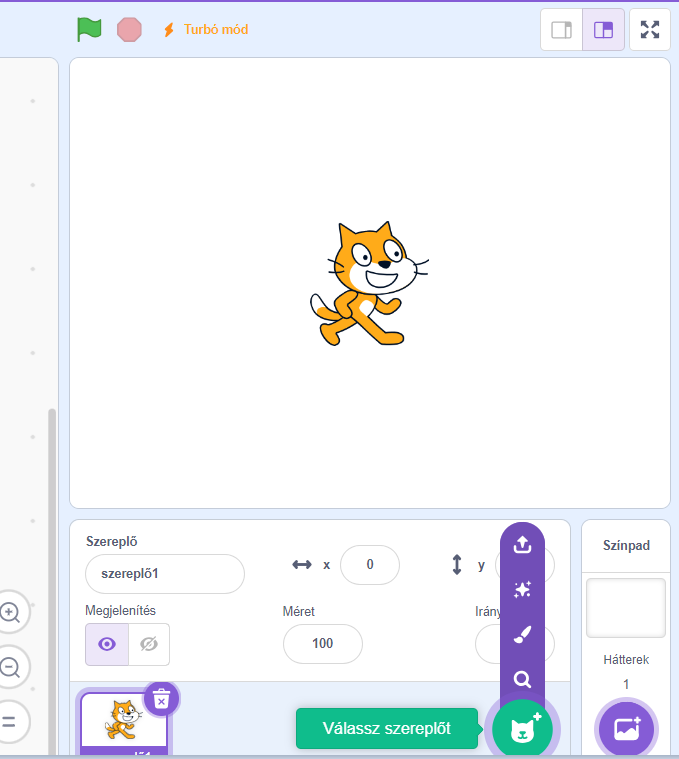 Turbó mód
Szereplő
szereplő1
x
0
y
Megjelenítés
Méret
100
Irány
Válassz szereplőt
Színpad
Hátterek
1